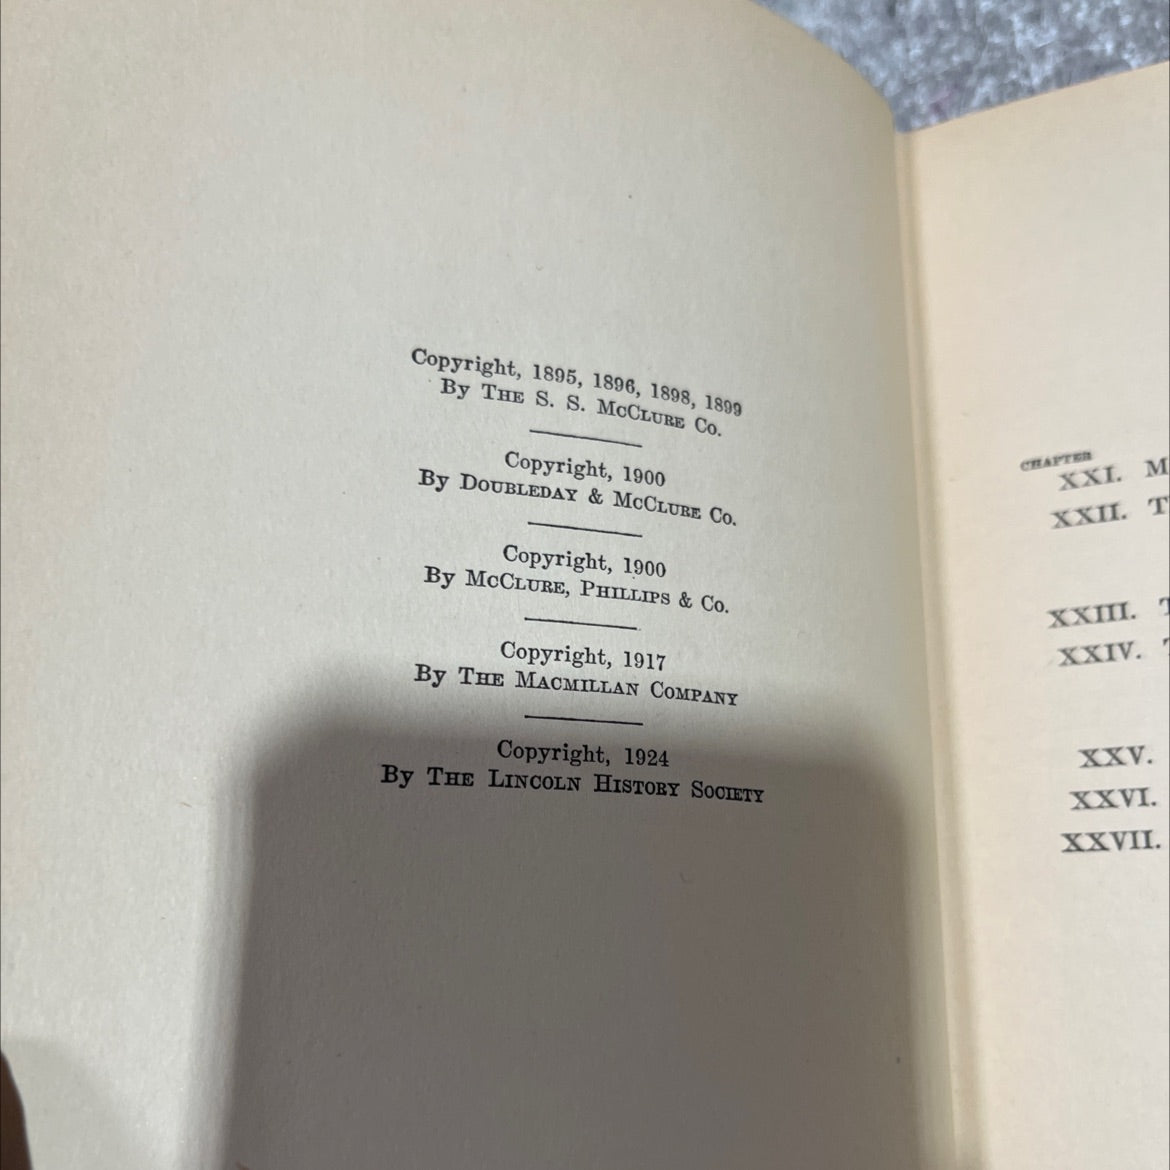 Copyright, 1895, 1896, 1898, 1899
By THE S. S. MCCLURE CO.
Copyright, 1900
By DOUBLEDAY & MCCLURE CO.
Copyright, 1900
By MCCLURE, PHILLIPS & CO.
Copyright, 1917
By THE MACMILLAN COMPANY
Copyright, 1924
By THE LINCOLN HISTORY SOCIETY
CHAPTER
XXI. M
XXII. T
XXIII. T
XXIV. T
XXV.
XXVI.
XXVII.